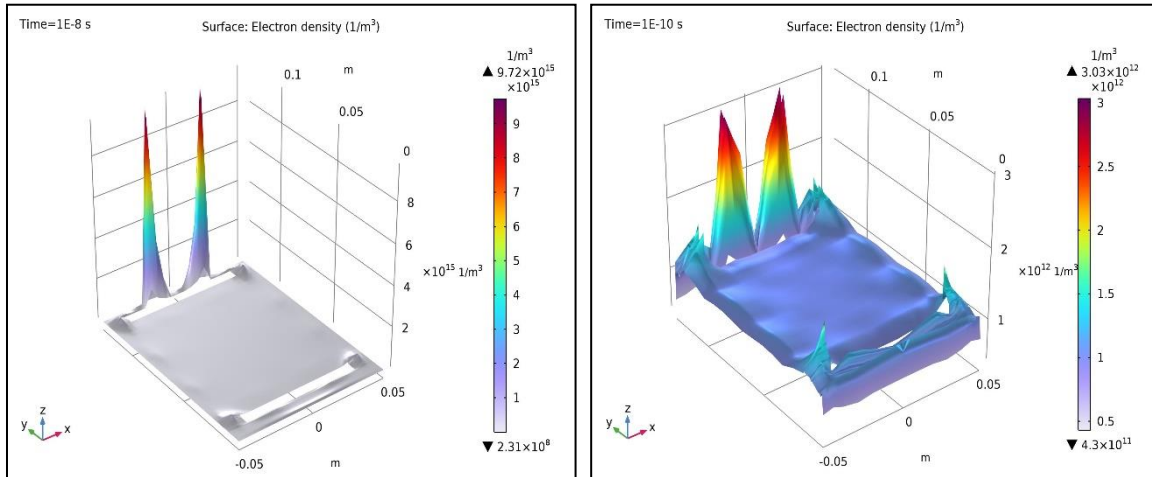 Time=1E-8 s
Surface: Electron density (1/m³)
1/m³
▲ 9.72×10¹⁵
×10¹⁵
m
0.1
0.05
0
9
8
7
6
5
4
3
2
1
8
6
×10¹⁵ 1/m³
4
2
0.05
0
-0.05
m
z
y
x
▼ 2.31×10⁸
Time=1E-10 s
Surface: Electron density (1/m³)
1/m³
▲ 3.03×10¹²
×10¹²
m
0.1
0.05
0
3
2.5
2
1.5
1
0.5
3
2
×10¹² 1/m³
1
0.05
0
-0.05
m
z
y
x
▼ 4.3×10¹¹